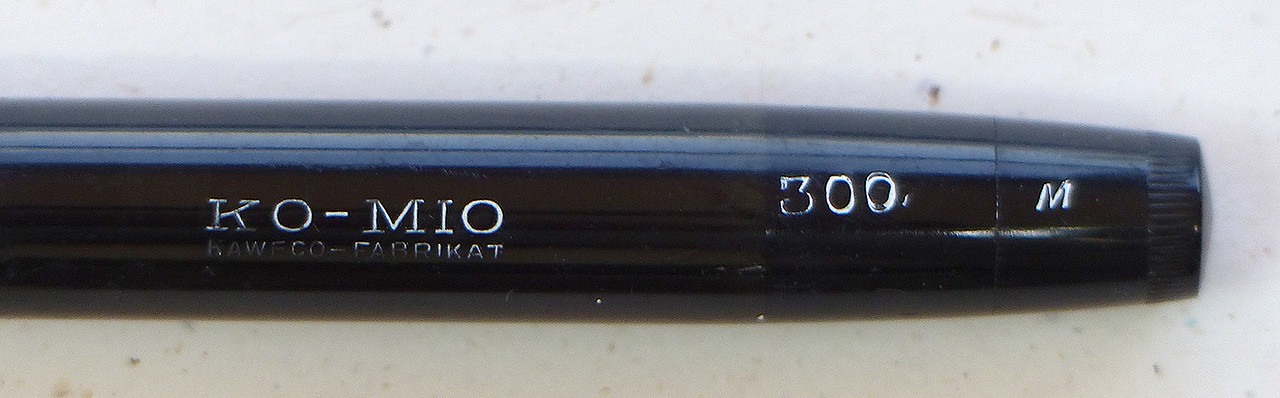 KO-MIO
KAWECO-FABRIKAT
300
M